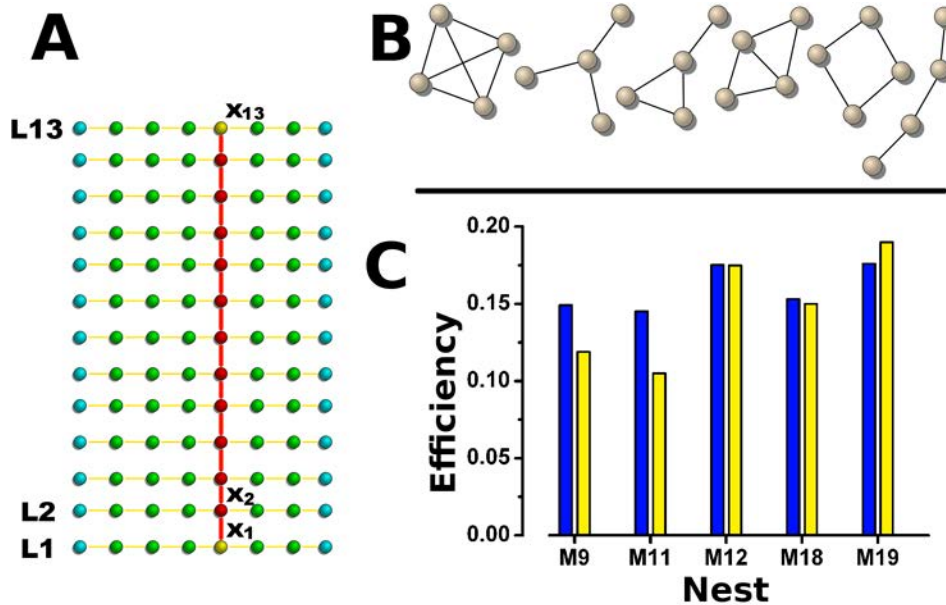 A
x₁₃
L13
x₂
L2
x₁
L1
B
C
Efficiency
0.20
0.15
0.10
0.05
0.00
M9 M11 M12 M18 M19
Nest